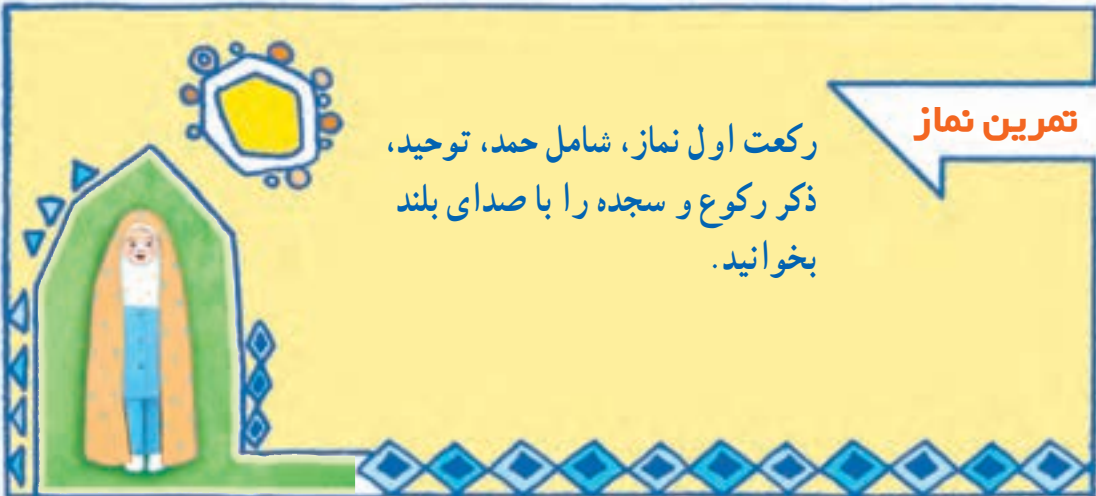 تمرین نماز
رکعت اول نماز، شامل حمد، توحید،
ذکر رکوع و سجده را با صدای بلند
بخوانید.